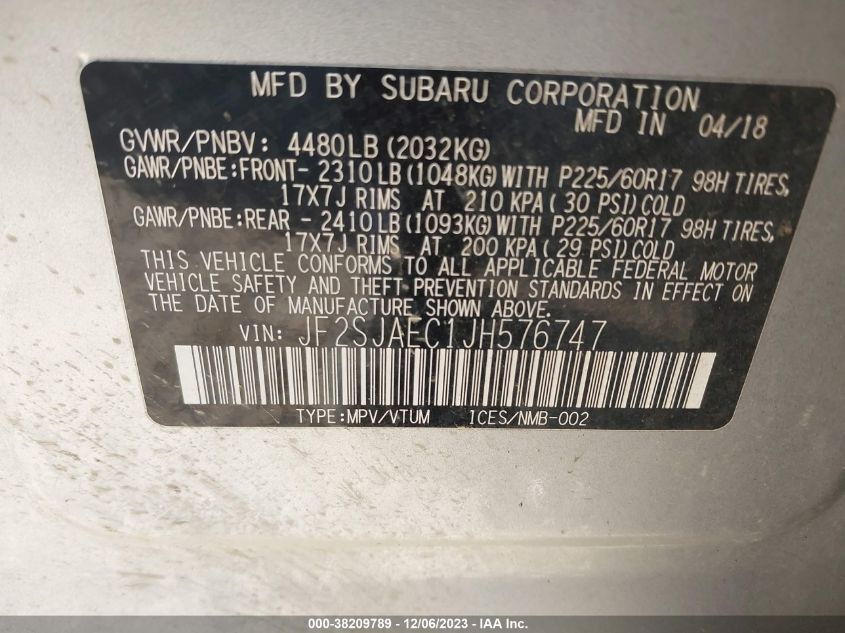 MFD BY SUBARU CORPORATION
MFD IN 04/18
GVWR/PNBV: 4480LB (2032KG)
GAWR/PNBE:FRONT- 2310LB(1048KG)WITH P225/60R17 98H TIRES,
17X7J RIMS AT 210 KPA( 30 PSI)COLD
GAWR/PNBE:REAR - 2410LB(1093KG)WITH P225/60R17 98H TIRES,
17X7J RIMS AT 200 KPA( 29 PSI)COLD
THIS VEHICLE CONFORMS TO ALL APPLICABLE FEDERAL MOTOR
VEHICLE SAFETY AND THEFT PREVENTION STANDARDS IN EFFECT ON
THE DATE OF MANUFACTURE SHOWN ABOVE.
VIN: JF2SJAEC1JH576747
TYPE:MPV/VTUM ICES/NMB-002
000-38209789 - 12/06/2023 - IAA Inc.